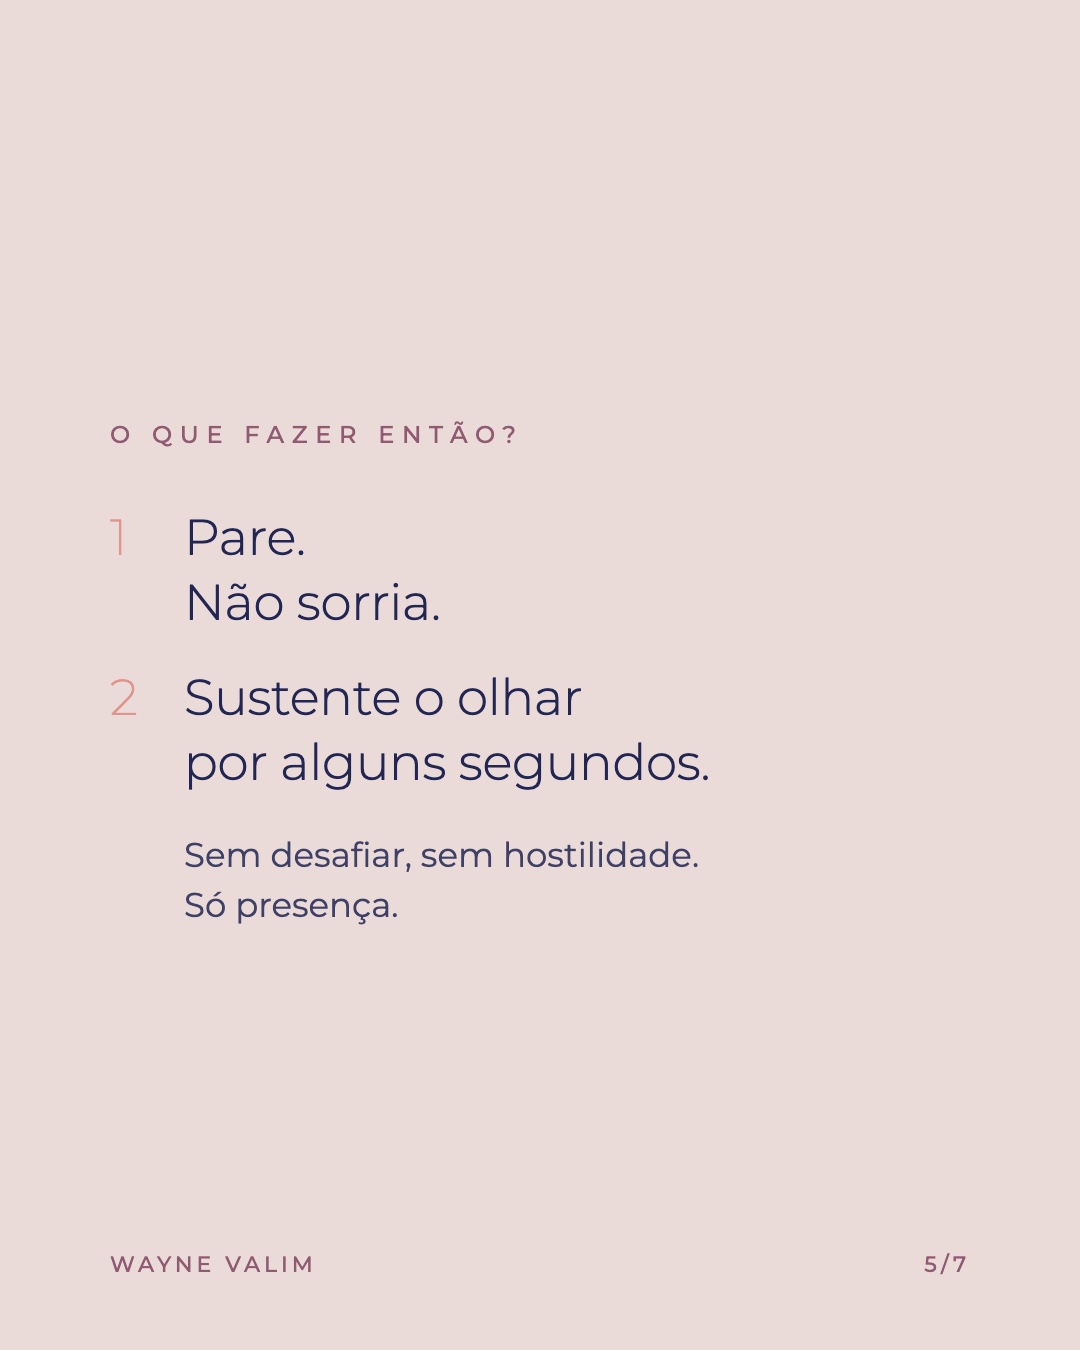 O QUE FAZER ENTÃO?
1 Pare.
Não sorria.
2 Sustente o olhar
por alguns segundos.
Sem desafiar, sem hostilidade.
Só presença.
WAYNE VALIM 5/7